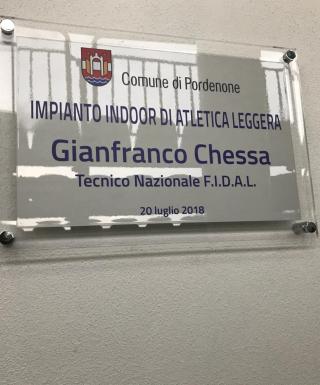 Comune di Pordenone
IMPIANTO INDOOR DI ATLETICA LEGGERA
Gianfranco Chessa
Tecnico Nazionale F.I.D.A.L.
20 luglio 2018